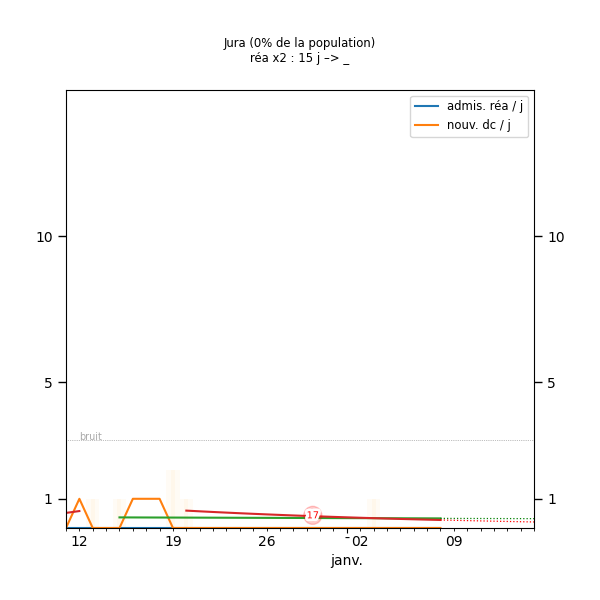 Jura (0% de la population)
réa x2 : 15 j –> _
admis. réa / j
nouv. dc / j
10
10
5
5
bruit
1
1
17
12
19
26
02
09
janv.